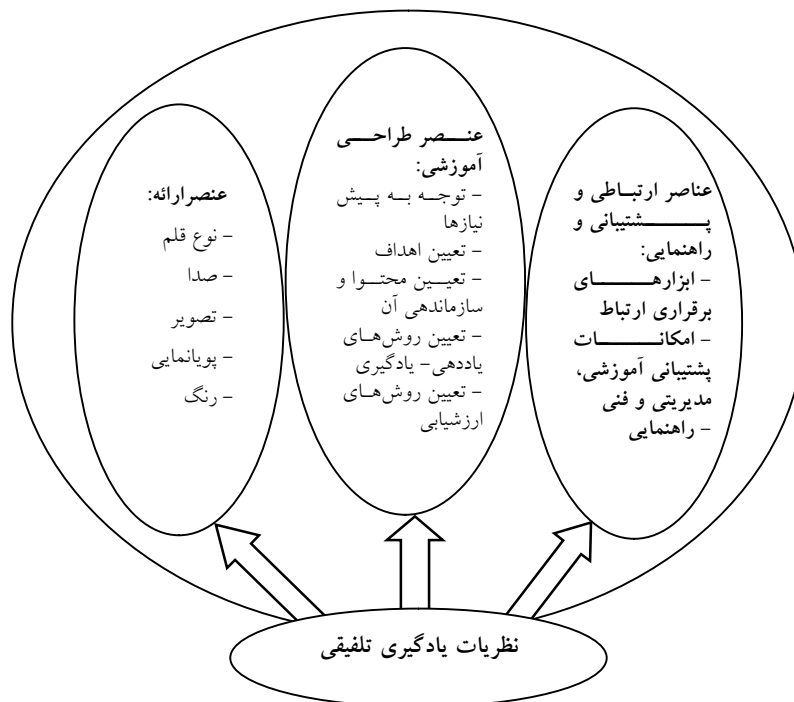 عناصر ارتباطی و
پشتیبانی و
راهنمایی:
- ابزارهای
برقراری ارتباط
- امکانات
پشتیبانی آموزشی،
مدیریتی و فنی
- راهنمایی
عنصر طراحی
آموزشی:
- توجه به پیش
نیازها
- تعیین اهداف
- تعیین محتوا و
سازماندهی آن
- تعیین روش‌های
یاددهی- یادگیری
- تعیین روش‌های
ارزشیابی
عنصرارائه:
- نوع قلم
- صدا
- تصویر
- پویانمایی
- رنگ
نظریات یادگیری تلفیقی